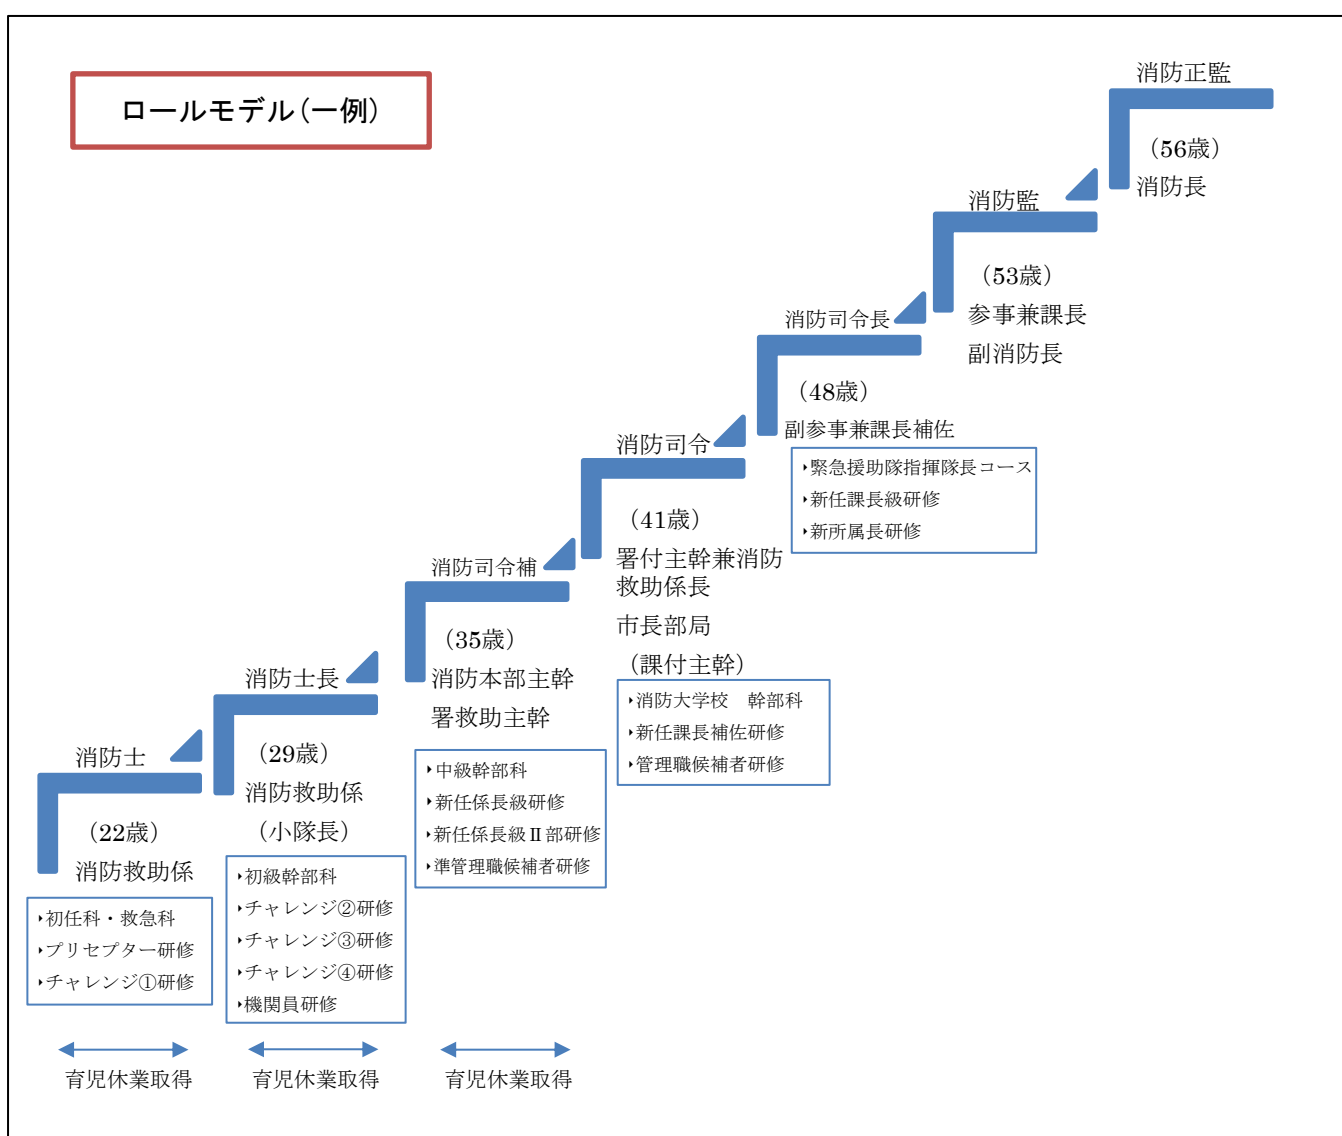 ロールモデル(一例)
消防士
(22歳)
消防救助係
‣初任科・救急科
‣プリセプター研修
‣チャレンジ①研修
育児休業取得
消防士長
(29歳)
消防救助係
(小隊長)
‣初級幹部科
‣チャレンジ②研修
‣チャレンジ③研修
‣チャレンジ④研修
‣機関員研修
育児休業取得
消防司令補
(35歳)
消防本部主幹
署救助主幹
‣中級幹部科
‣新任係長級研修
‣新任係長級Ⅱ部研修
‣準管理職候補者研修
育児休業取得
消防司令
(41歳)
署付主幹兼消防
救助係長
市長部局
(課付主幹)
‣消防大学校　幹部科
‣新任課長補佐研修
‣管理職候補者研修
消防司令長
(48歳)
副参事兼課長補佐
‣緊急援助隊指揮隊長コース
‣新任課長級研修
‣新所属長研修
消防監
(53歳)
参事兼課長
副消防長
消防正監
(56歳)
消防長